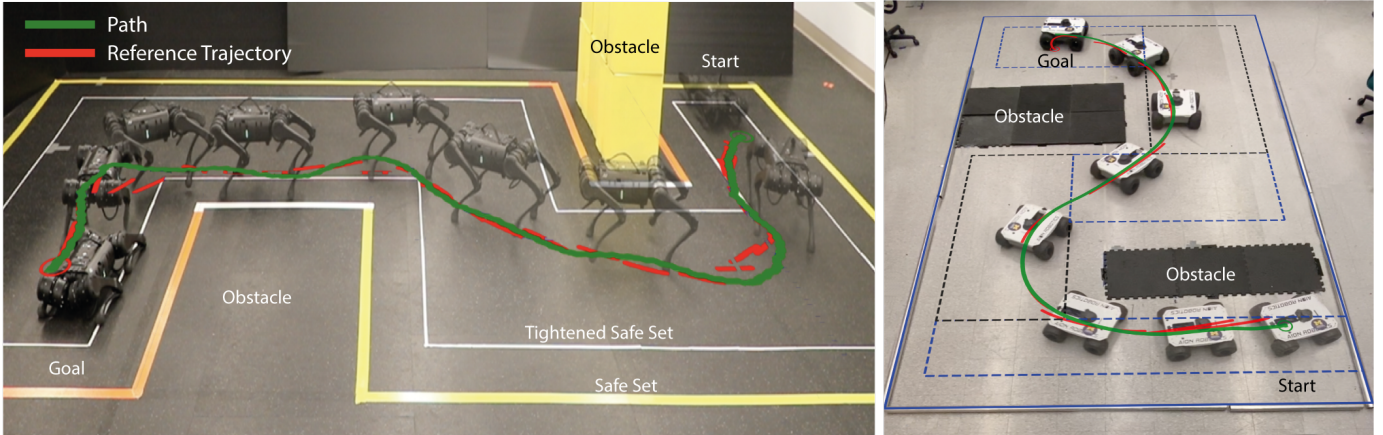 Path
Reference Trajectory
Obstacle
Start
Obstacle
Tightened Safe Set
Safe Set
Goal
Goal
Obstacle
Obstacle
Start